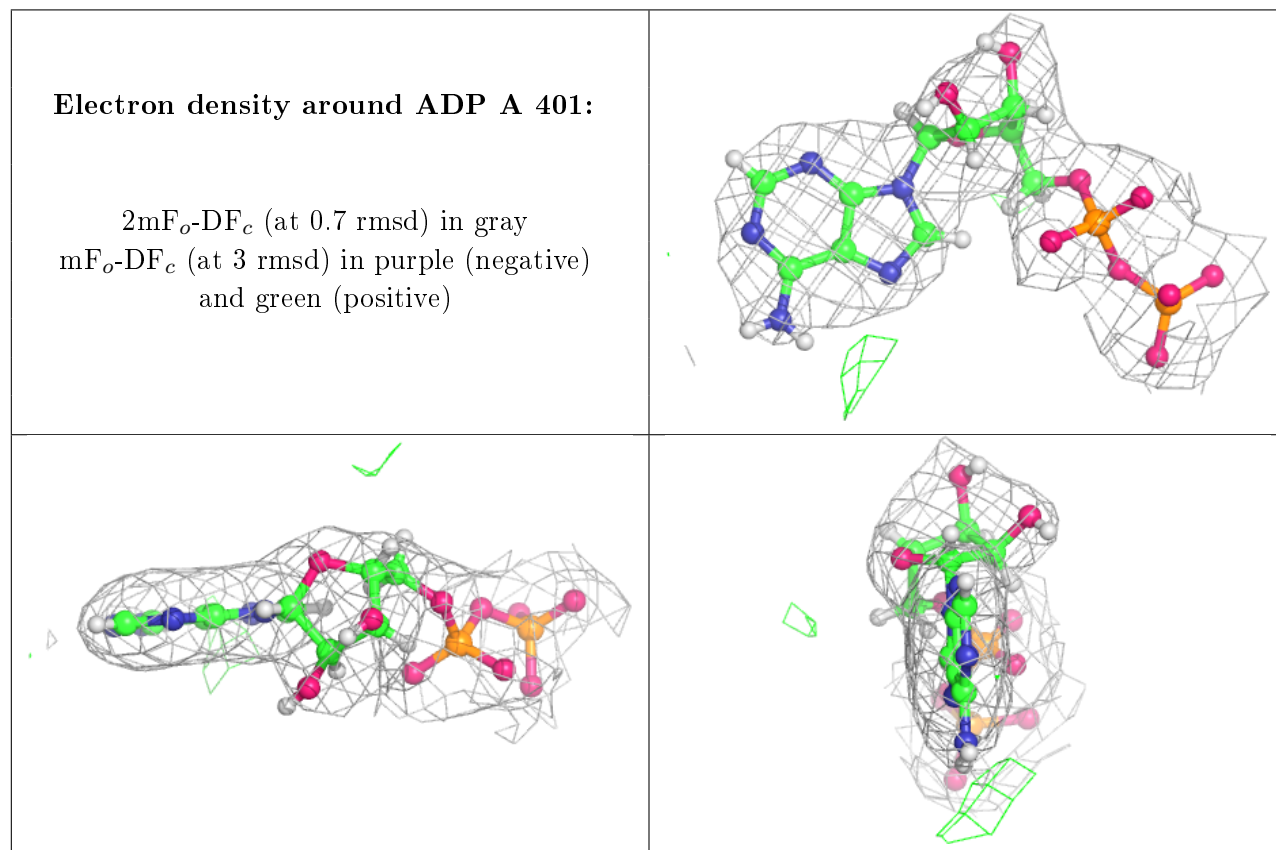 Electron density around ADP A 401:
2mFo-DFc (at 0.7 rmsd) in gray
mFo-DFc (at 3 rmsd) in purple (negative)
and green (positive)